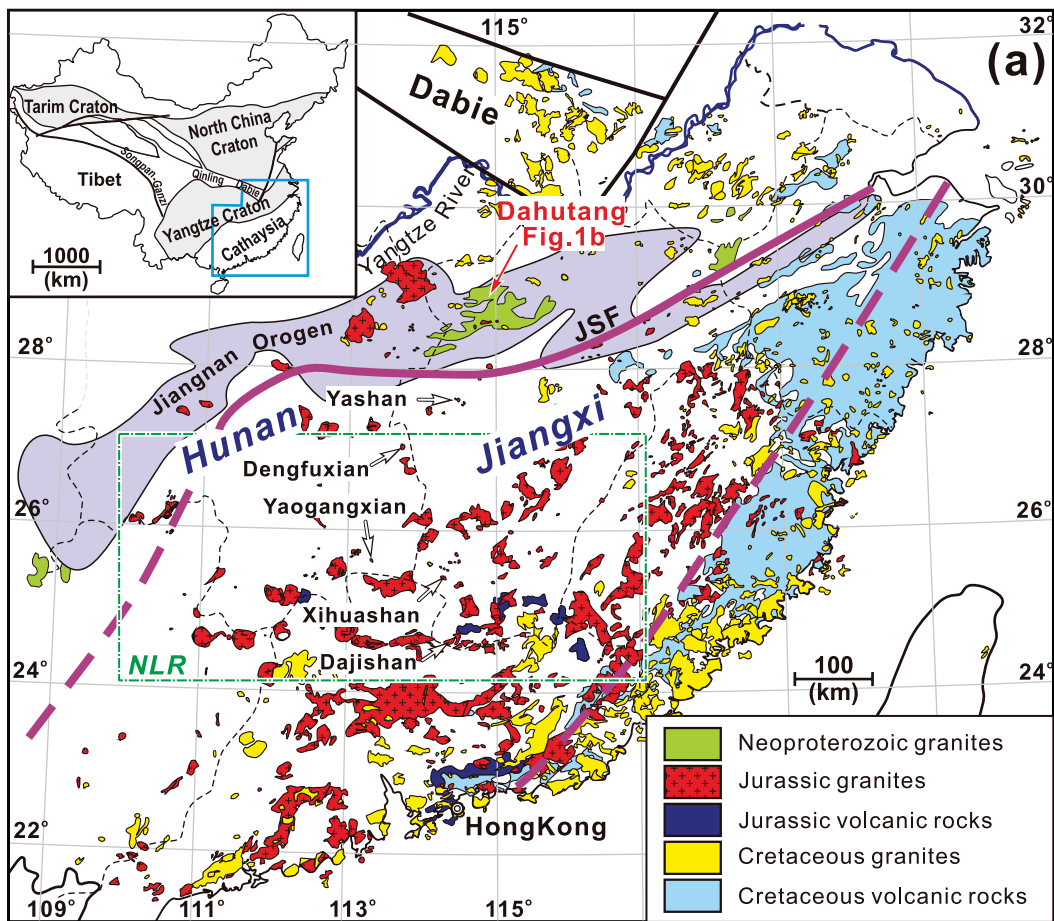 115°
32°
(a)
Tarim Craton
North China
Craton
Songpan-Ganzi
Tibet
Qinling
Dabie
Yangtze Craton
Cathaysia
1000
(km)
Dabie
Yangtze River
30°
Dahutang
Fig.1b
28°
Jiangnan Orogen
JSF
28°
Yashan
Hunan
Jiangxi
Dengfuxian
Yaogangxian
26°
26°
Xihuashan
Dajishan
NLR
24°
24°
100
(km)
22°
HongKong
109°
111°
113°
115°
Neoproterozoic granites
Jurassic granites
Jurassic volcanic rocks
Cretaceous granites
Cretaceous volcanic rocks